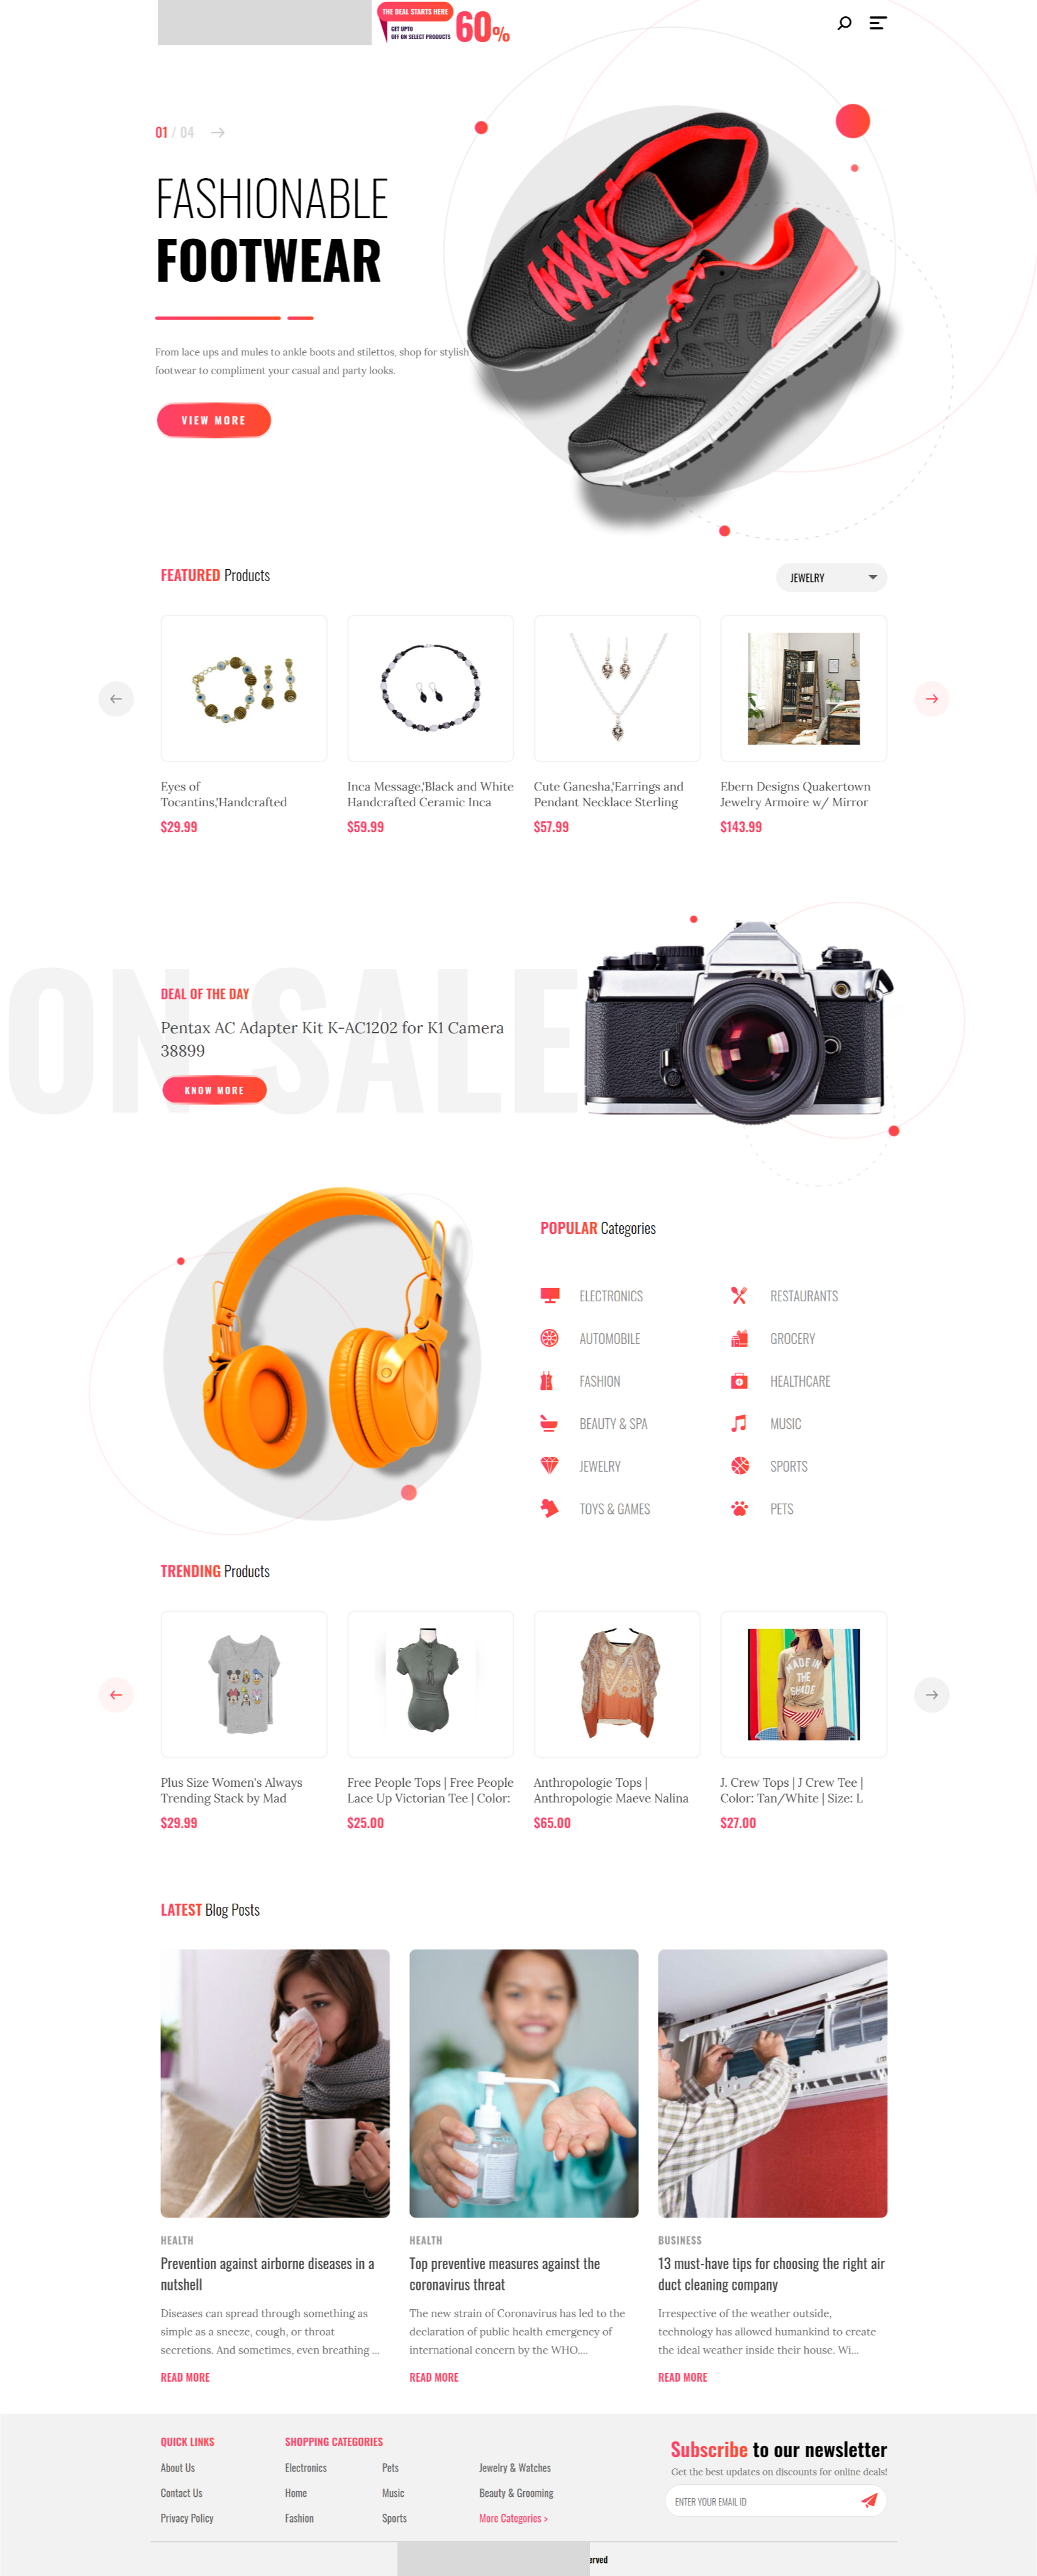 THE DEAL STARTS HERE
GET UPTO
OFF ON SELECT PRODUCTS
60%
01 / 04
FASHIONABLE
FOOTWEAR
From lace ups and mules to ankle boots and stilettos, shop for stylish
footwear to compliment your casual and party looks.
VIEW MORE
FEATURED Products
JEWELRY
Eyes of
Tocantins,'Handcrafted
$29.99
Inca Message,'Black and White
Handcrafted Ceramic Inca
$59.99
Cute Ganesha,'Earrings and
Pendant Necklace Sterling
$57.99
Ebern Designs Quakertown
Jewelry Armoire w/ Mirror
$143.99
ON SALE
DEAL OF THE DAY
Pentax AC Adapter Kit K-AC1202 for K1 Camera
38899
KNOW MORE
POPULAR Categories
ELECTRONICS
RESTAURANTS
AUTOMOBILE
GROCERY
FASHION
HEALTHCARE
BEAUTY & SPA
MUSIC
JEWELRY
SPORTS
TOYS & GAMES
PETS
TRENDING Products
MADE IN
THE
SHADE
Plus Size Women's Always
Trending Stack by Mad
$29.99
Free People Tops | Free People
Lace Up Victorian Tee | Color:
$25.00
Anthropologie Tops |
Anthropologie Maeve Nalina
$65.00
J. Crew Tops | J Crew Tee |
Color: Tan/White | Size: L
$27.00
LATEST Blog Posts
HEALTH
Prevention against airborne diseases in a
nutshell
Diseases can spread through something as
simple as a sneeze, cough, or throat
secretions. And sometimes, even breathing ...
READ MORE
HEALTH
Top preventive measures against the
coronavirus threat
The new strain of Coronavirus has led to the
declaration of public health emergency of
international concern by the WHO....
READ MORE
BUSINESS
13 must-have tips for choosing the right air
duct cleaning company
Irrespective of the weather outside,
technology has allowed humankind to create
the ideal weather inside their house. Wi...
READ MORE
QUICK LINKS
About Us
Contact Us
Privacy Policy
SHOPPING CATEGORIES
Electronics
Pets
Jewelry & Watches
Home
Music
Beauty & Grooming
Fashion
Sports
More Categories >
Subscribe to our newsletter
Get the best updates on discounts for online deals!
ENTER YOUR EMAIL ID
erved